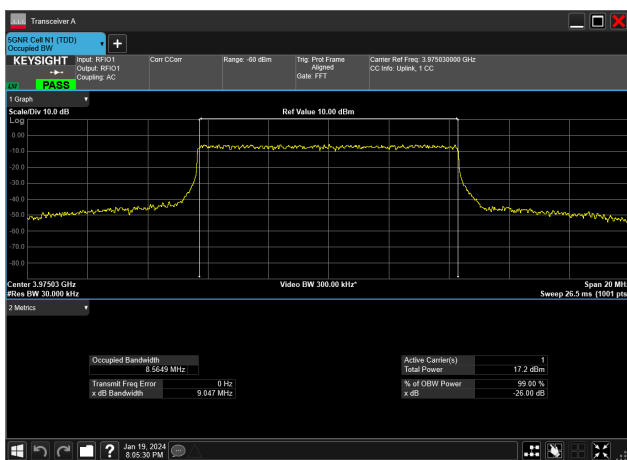 Transceiver A
5GNR Cell N1 (TDD)
Occupied BW
KEYSIGHT
LXI
PASS
Input: RFIO1
Output: RFIO1
Coupling: AC
Corr CCorr
Range: -60 dBm
Trig: Prot Frame
Aligned
Gate: FFT
Carrier Ref Freq: 3.975030000 GHz
CC Info: Uplink, 1 CC
1 Graph
Scale/Div 10.0 dB
Ref Value 10.00 dBm
Log
0.00
-10.0
-20.0
-30.0
-40.0
-50.0
-60.0
-70.0
-80.0
Center 3.97503 GHz
Video BW 300.00 kHz*
Span 20 MH
#Res BW 30.000 kHz
Sweep 26.5 ms (1001 pts
2 Metrics
Occupied Bandwidth
8.5649 MHz
Transmit Freq Error 0 Hz
x dB Bandwidth 9.047 MHz
Active Carrier(s) 1
Total Power 17.2 dBm
% of OBW Power 99.00 %
x dB -26.00 dB
?
Jan 19, 2024
8:05:30 PM